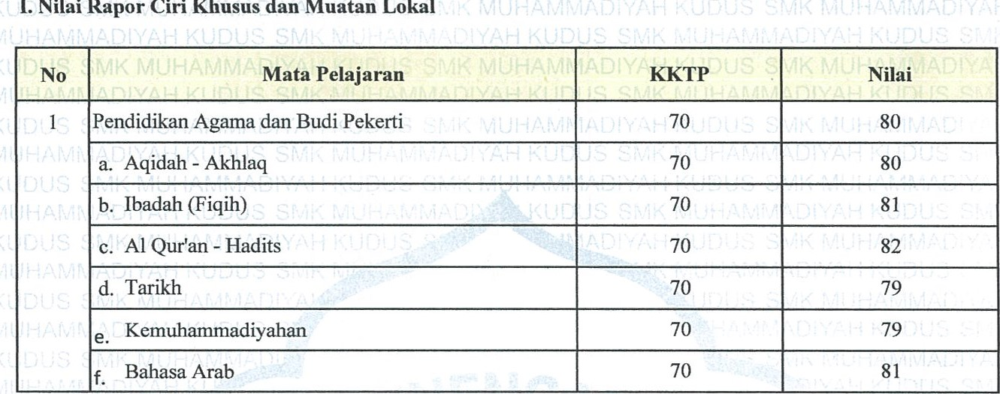 I. Nilai Rapor Ciri Khusus dan Muatan Lokal
No Mata Pelajaran KKTP Nilai
1 Pendidikan Agama dan Budi Pekerti 70 80
a. Aqidah - Akhlaq 70 80
b. Ibadah (Fiqih) 70 81
c. Al Qur'an - Hadits 70 82
d. Tarikh 70 79
e. Kemuhammadiyahan 70 79
f. Bahasa Arab 70 81